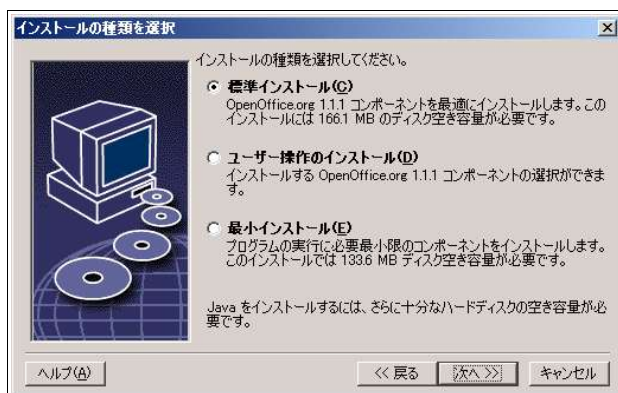 インストールの種類を選択
インストールの種類を選択してください。
標準インストール(C)
OpenOffice.org 1.1.1 コンポーネントを最適にインストールします。この
インストールには 166.1 MB のディスク空き容量が必要です。
ユーザー操作のインストール(D)
インストールする OpenOffice.org 1.1.1 コンポーネントの選択ができま
す。
最小インストール(E)
プログラムの実行に必要最小限のコンポーネントをインストールします。
このインストールでは 133.6 MB ディスク空き容量が必要です。
Java をインストールするには、さらに十分なハードディスクの空き容量が必
要です。
ヘルプ(A)
<< 戻る
次へ >>
キャンセル